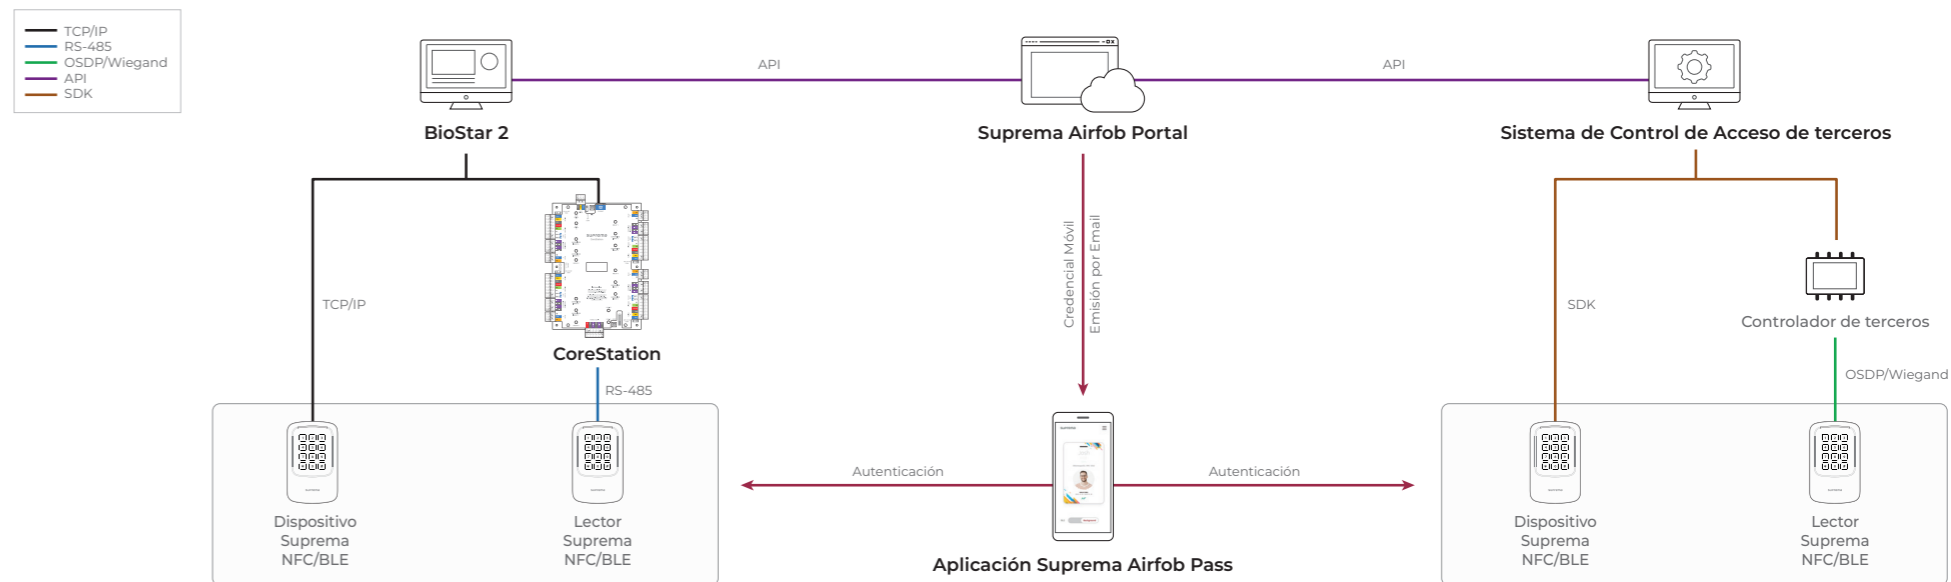 TCP/IP
RS-485
OSDP/Wiegand
API
SDK
API
API
BioStar 2
Suprema Airfob Portal
Sistema de Control de Acceso de terceros
Credencial Móvil
Emisión por Email
TCP/IP
suprema
SDK
Controlador de terceros
CoreStation
RS-485
OSDP/Wiegand
Autenticación
Autenticación
Dispositivo
Suprema
NFC/BLE
Lector
Suprema
NFC/BLE
Aplicación Suprema Airfob Pass
Dispositivo
Suprema
NFC/BLE
Lector
Suprema
NFC/BLE